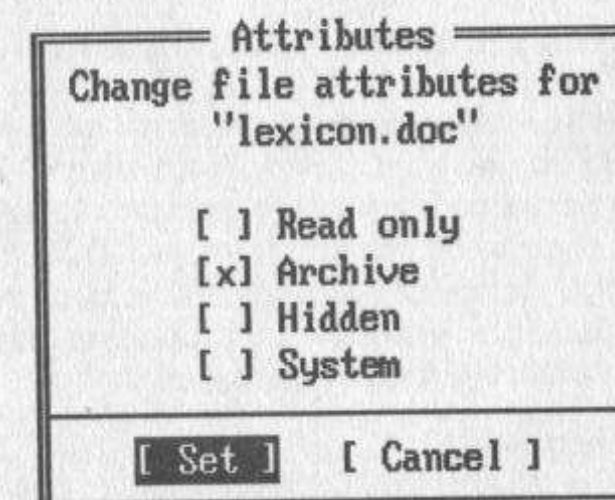 Attributes
Change file attributes for
"lexicon.doc"
[ ] Read only
[x] Archive
[ ] Hidden
[ ] System
[ Set ] [ Cancel ]